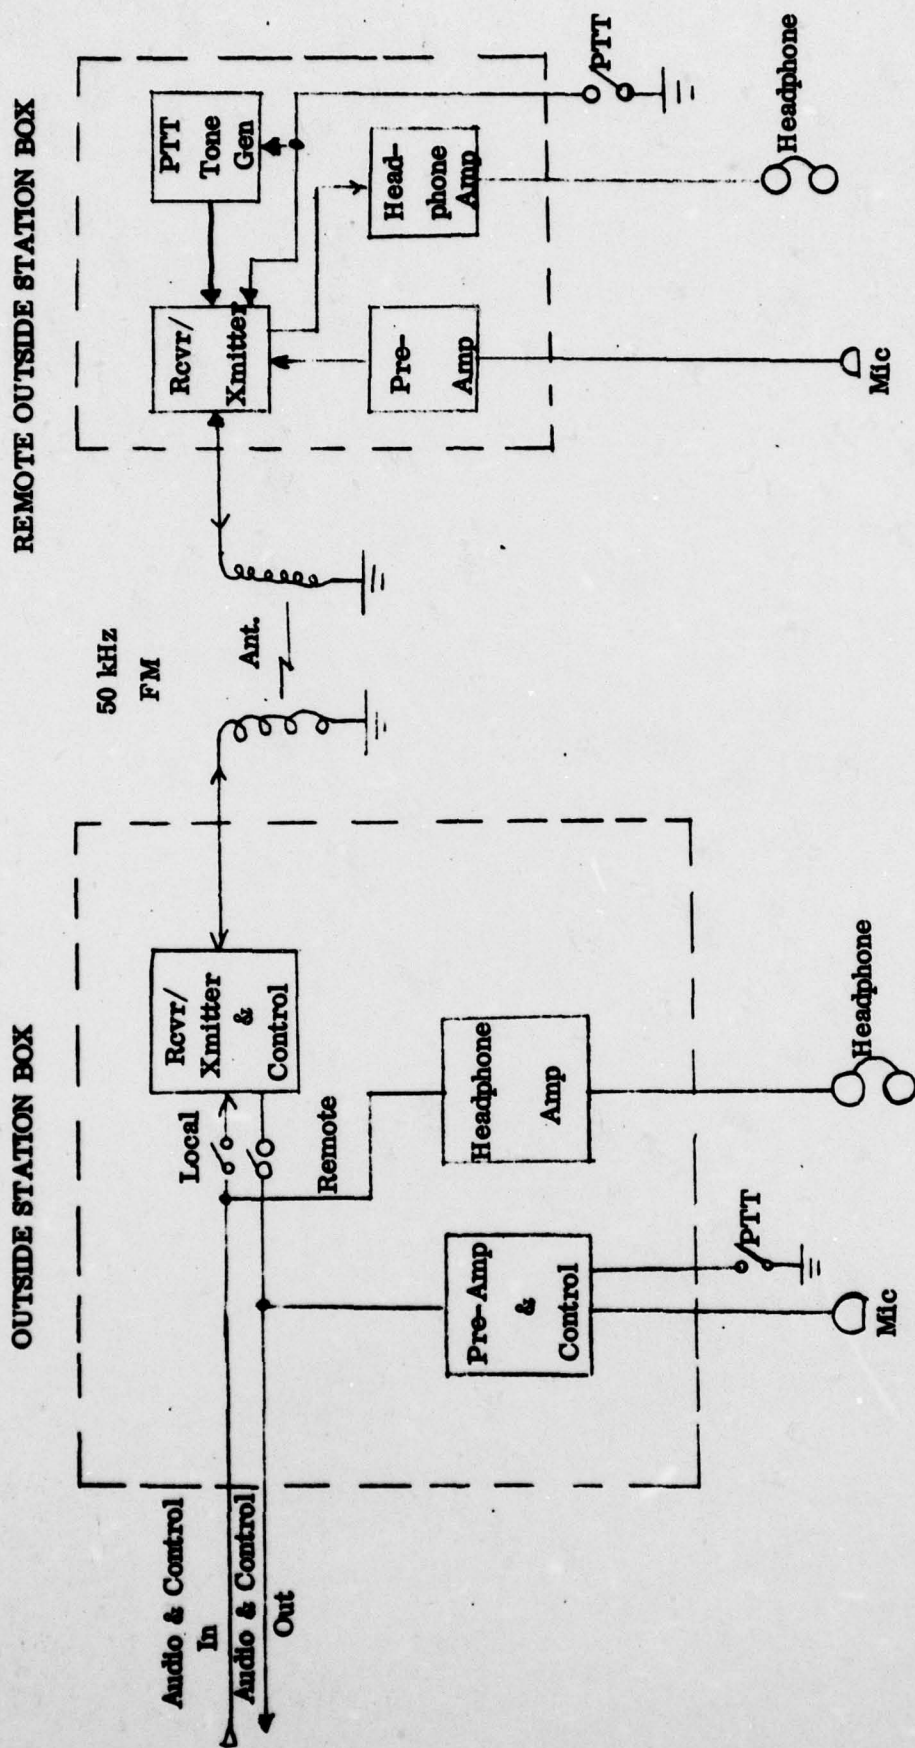 OUTSIDE STATION BOX
REMOTE OUTSIDE STATION BOX
Audio & Control
In
Audio & Control
Out
Local
Remote
Rcvr/
Xmitter
&
Control
Pre-Amp
&
Control
Headphone
Amp
PTT
Mic
Headphone
50 kHz
FM
Ant.
Rcvr/
Xmitter
PTT
Tone
Gen
Pre-
Amp
Head-
phone
Amp
PTT
Mic
Headphone